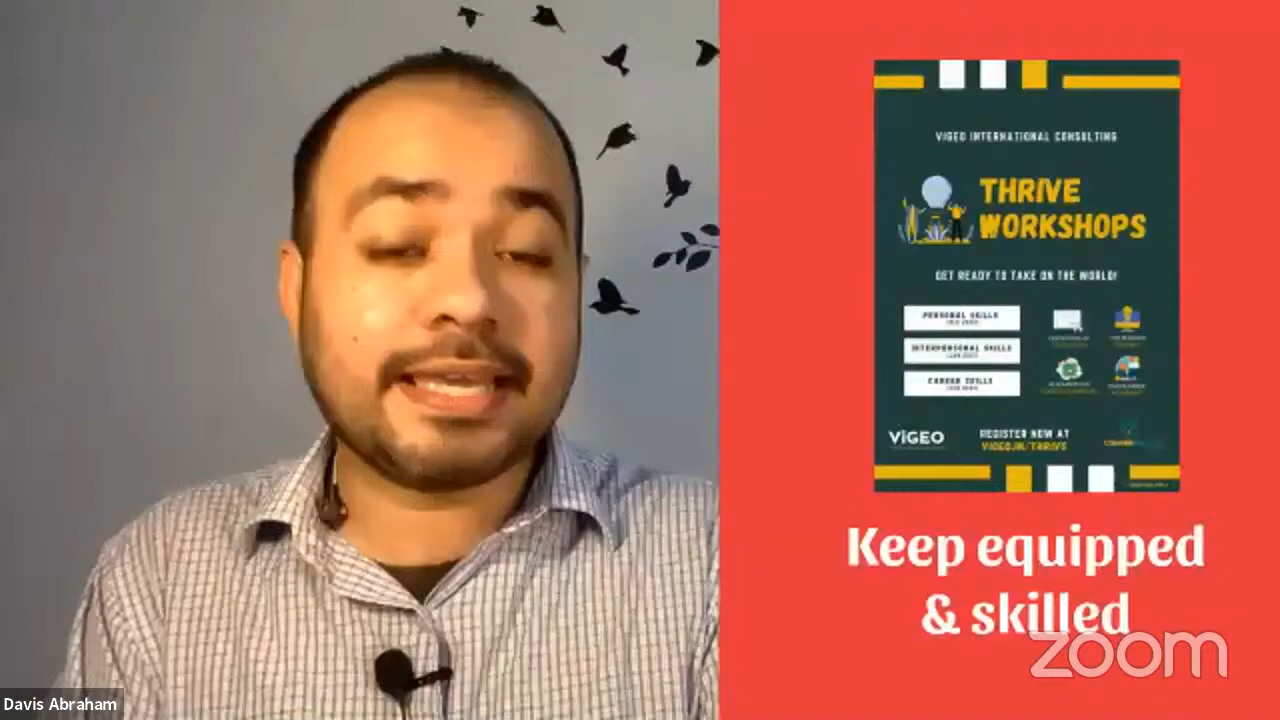 VIGEO INTERNATIONAL CONSULTING
THRIVE
WORKSHOPS
GET READY TO TAKE ON THE WORLD!
PERSONAL SKILLS
INTERPERSONAL SKILLS
CAREER SKILLS
ViGEO
REGISTER NOW AT
VIGEO.IN/THRIVE
Keep equipped
& skilled
zoom
Davis Abraham